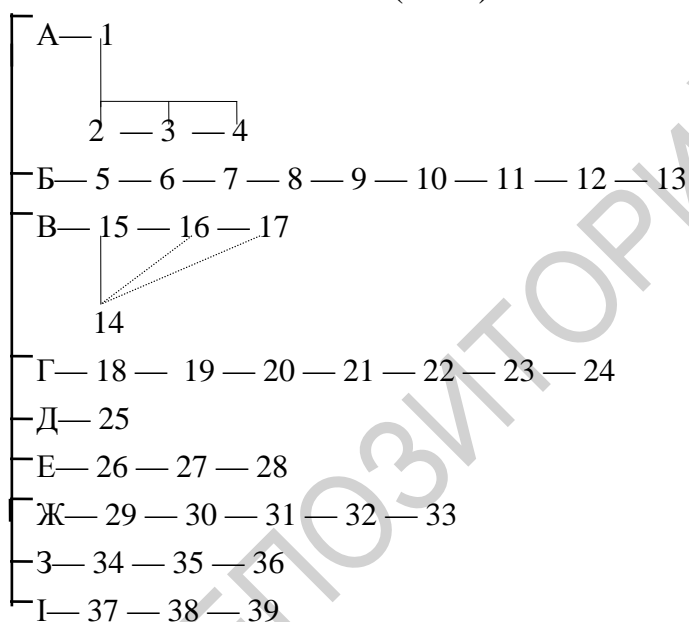 А— 1
2 — 3 — 4
Б— 5 — 6 — 7 — 8 — 9 — 10 — 11 — 12 — 13
В— 15 — 16 — 17
14
Г— 18 — 19 — 20 — 21 — 22 — 23 — 24
Д— 25
Е— 26 — 27 — 28
Ж— 29 — 30 — 31 — 32 — 33
З— 34 — 35 — 36
І— 37 — 38 — 39